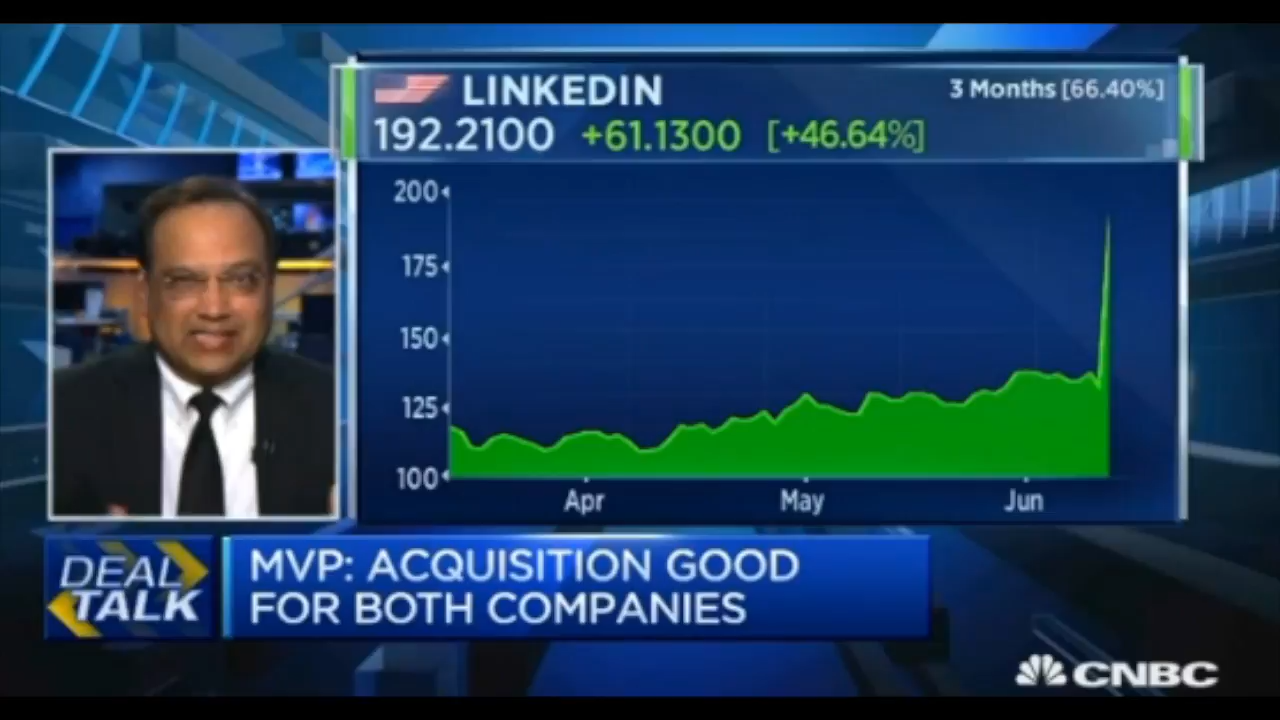 LINKEDIN
3 Months [66.40%]
192.2100 +61.1300 [+46.64%]
200
175
150
125
100
Apr May Jun
DEAL
TALK
MVP: ACQUISITION GOOD
FOR BOTH COMPANIES
CNBC